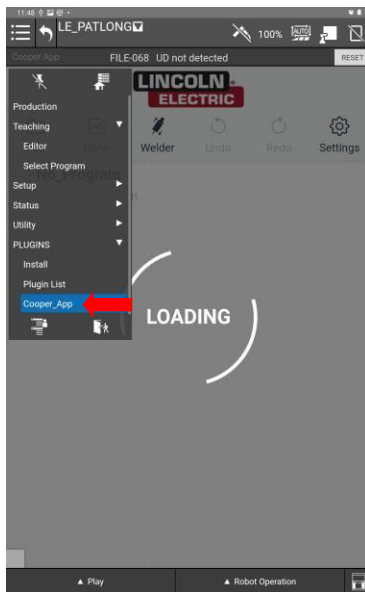 11:48
LE_PATLONG
100%
AUTO
Cooper App
FILE-068 UD not detected
RESET
LINCOLN
ELECTRIC
Production
Teaching
Editor
Select Program
Setup
Status
Utility
PLUGINS
Install
Plugin List
Cooper_App
Welder
Undo
Redo
Settings
No_Program
LOADING
Play
Robot Operation